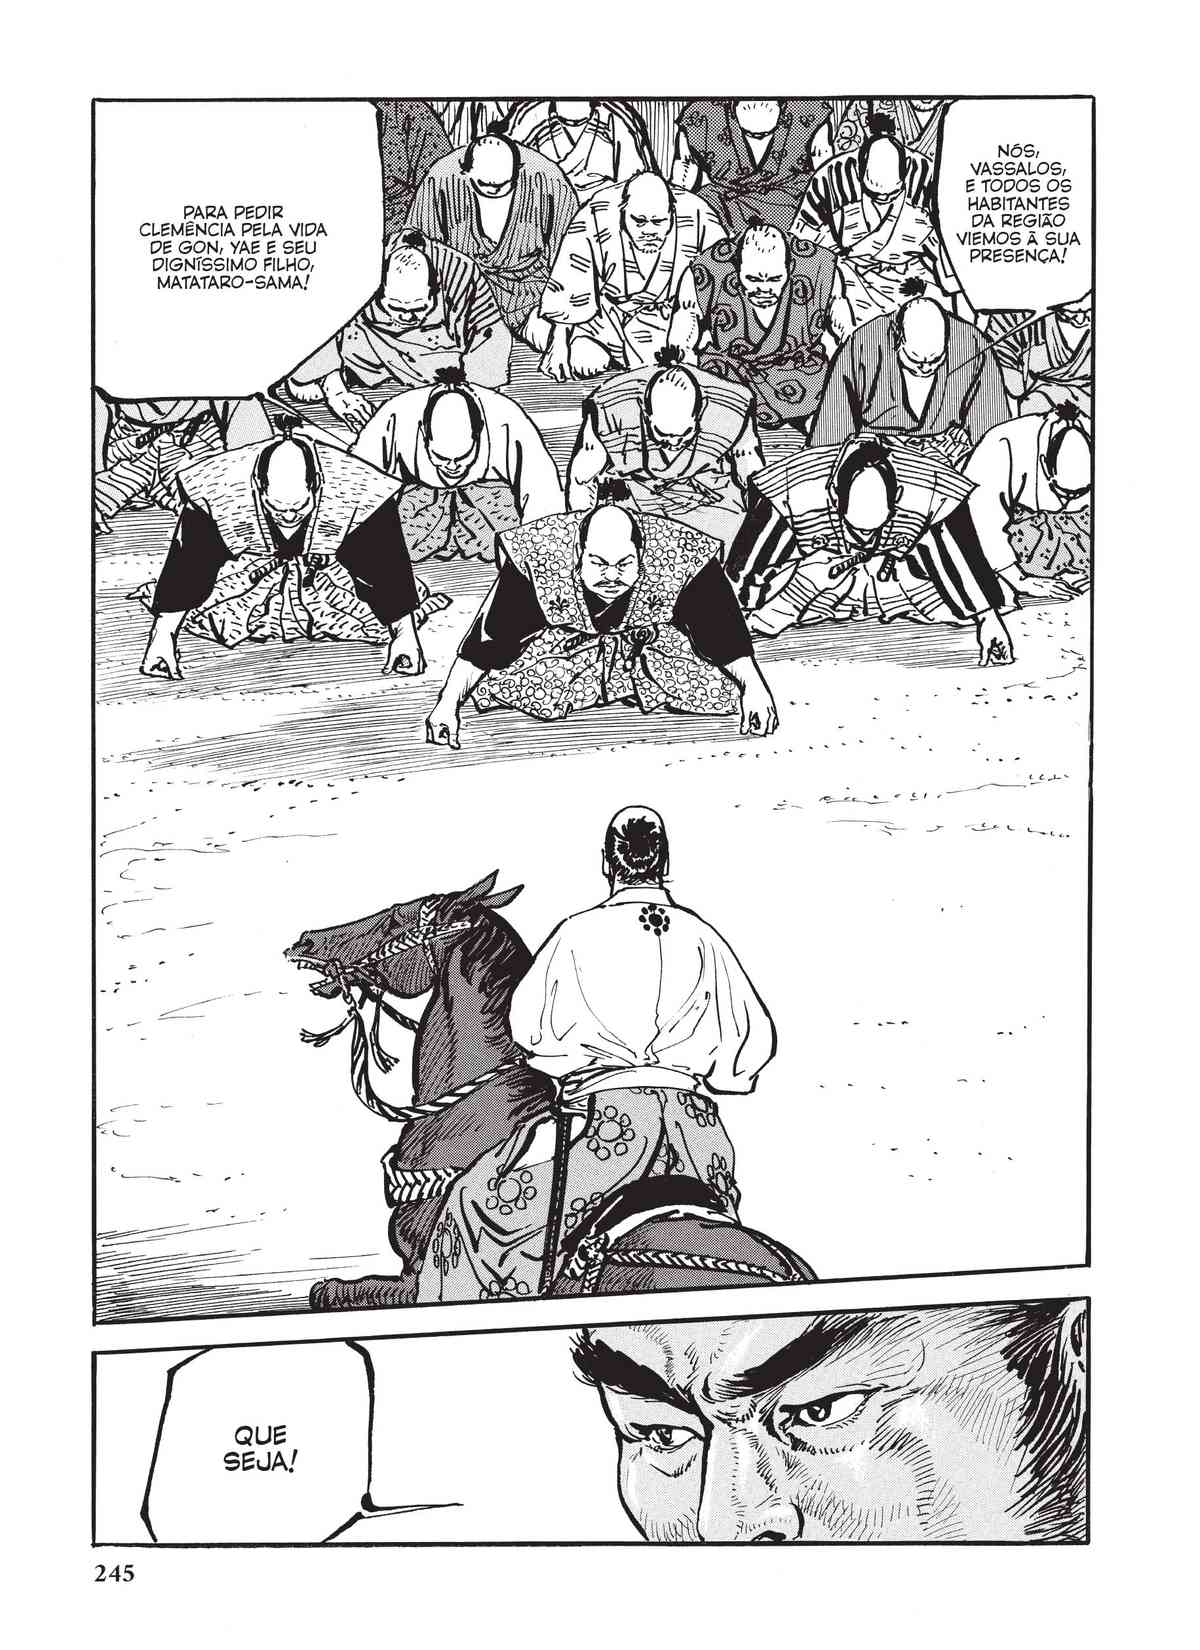 NÓS,
VASSALOS,
E TODOS OS
HABITANTES
DA REGIÃO
VIEMOS À SUA
PRESENÇA!
PARA PEDIR
CLEMÊNCIA PELA VIDA
DE GON, YAE E SEU
DIGNÍSSIMO FILHO,
MATATARO-SAMA!
QUE
SEJA!
245